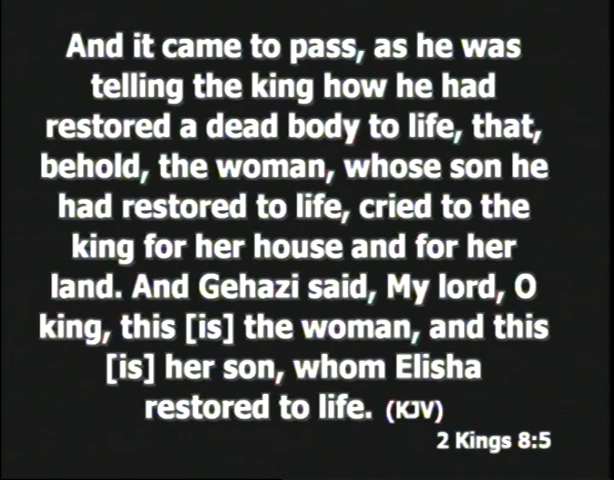 And it came to pass, as he was
telling the king how he had
restored a dead body to life, that,
behold, the woman, whose son he
had restored to life, cried to the
king for her house and for her
land. And Gehazi said, My lord, O
king, this [is] the woman, and this
[is] her son, whom Elisha
restored to life. (KJV)
2 Kings 8:5